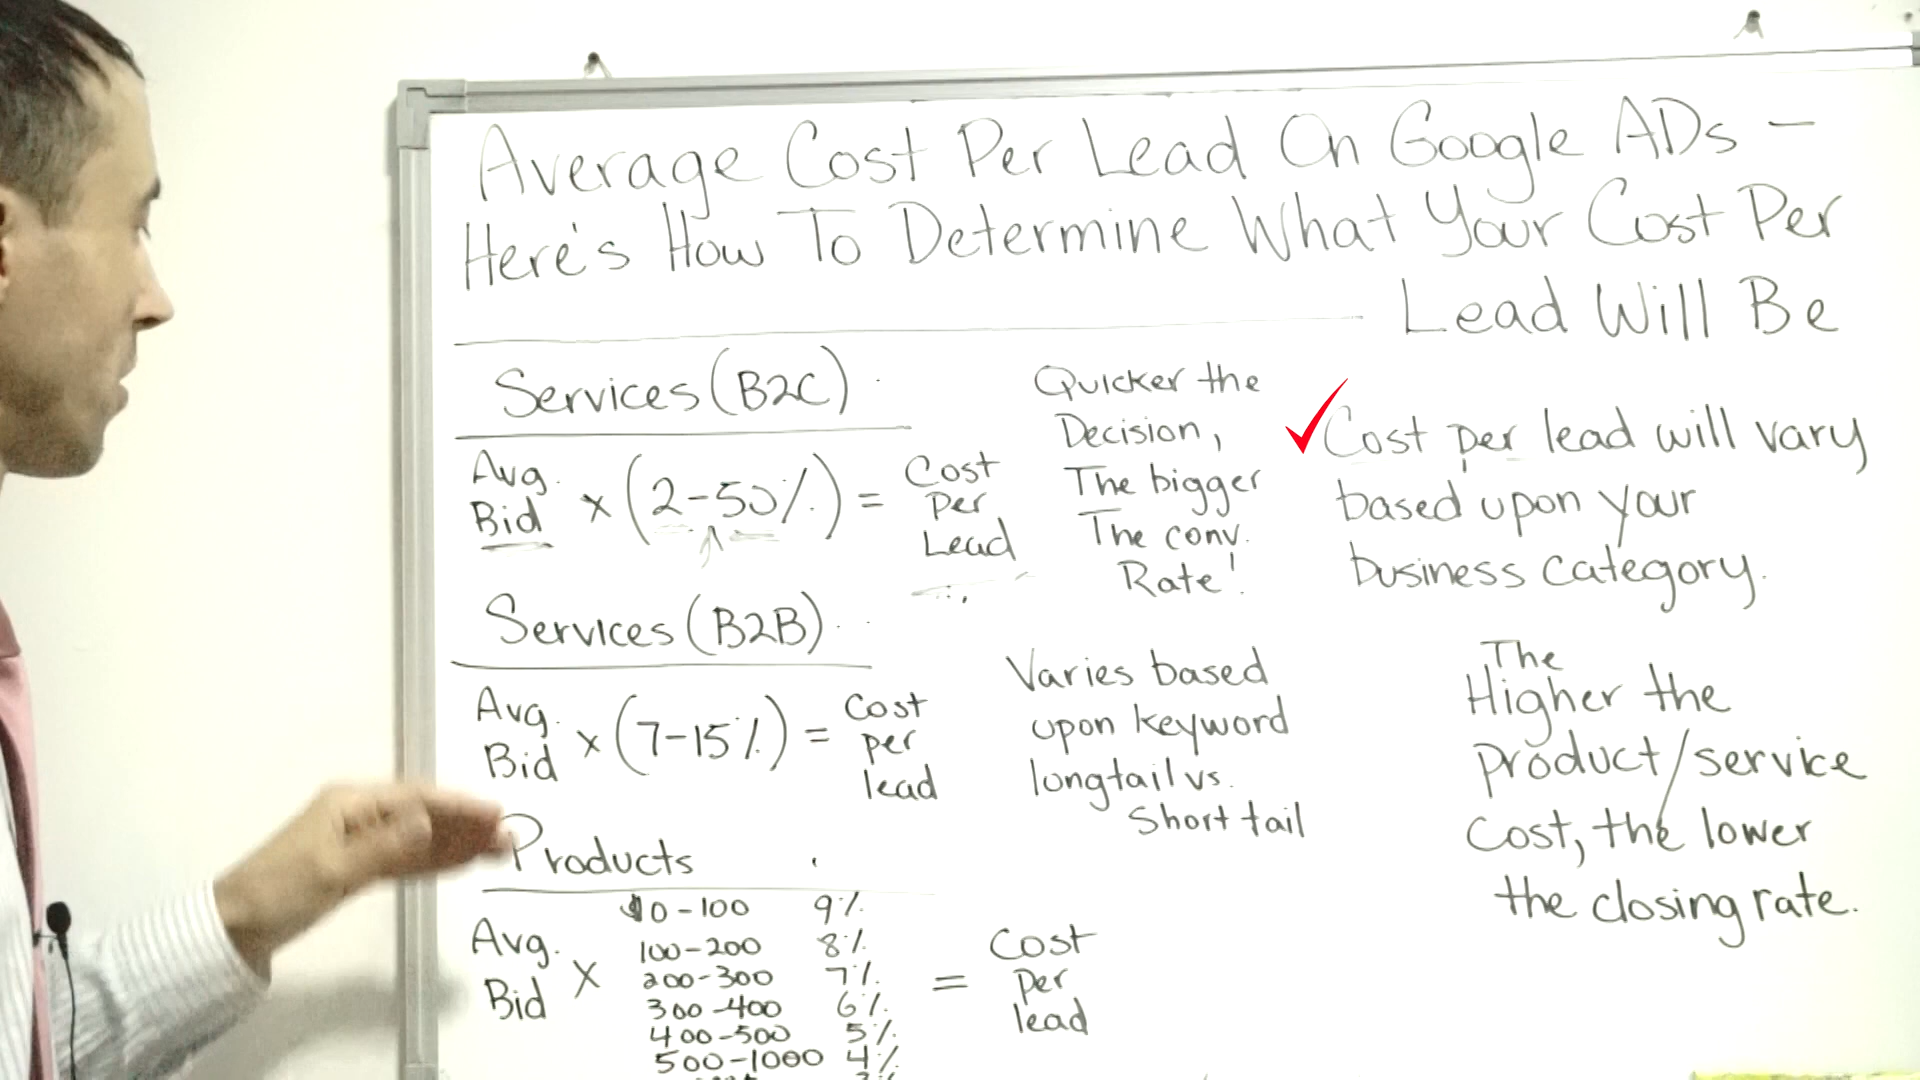 Average Cost Per Lead On Google ADs -
Here's How To Determine What Your Cost Per
Lead Will Be
Services (B2C)
Avg.
Bid x (2-50%) = Cost
Per
Lead
Quicker the
Decision,
The bigger
The conv.
Rate!
Cost per lead will vary
based upon your
business category.
Services (B2B)
Avg.
Bid x (7-15%) = Cost
per
lead
Varies based
upon keyword
longtail vs.
Short tail
The
Higher the
product/service
Cost, the lower
the closing rate.
Products
Avg.
Bid x
$0-100 9%
100-200 8%
200-300 7%
300-400 6%
400-500 5%
500-1000 4%
= Cost
Per
lead